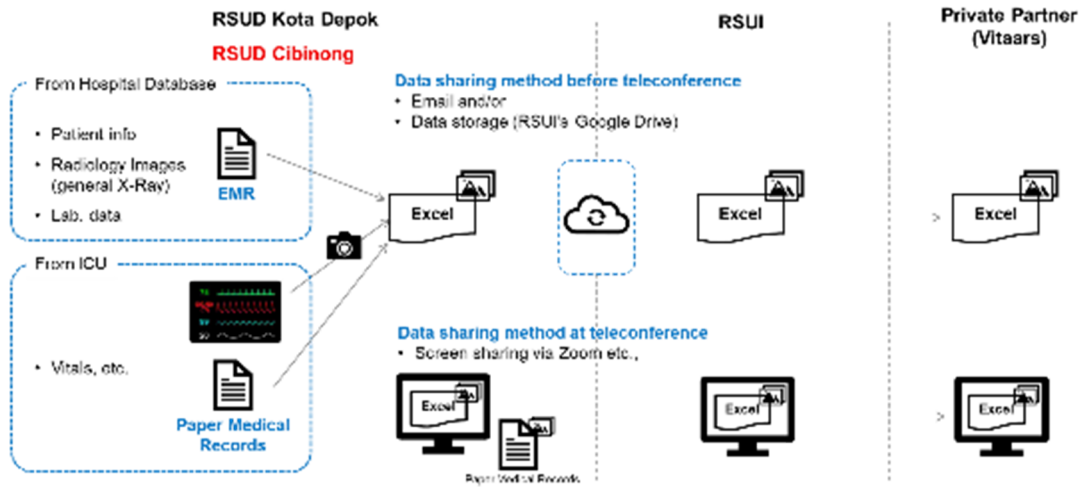 RSUD Kota Depok
RSUD Cibinong
RSUI
Private Partner
(Vitaars)
From Hospital Database
• Patient info
• Radiology Images
(general X-Ray)
• Lab. data
EMR
Data sharing method before teleconference
• Email and/or
• Data storage (RSUI's Google Drive)
Excel
Excel
Excel
From ICU
• Vitals, etc.
Paper Medical
Records
Data sharing method at teleconference
• Screen sharing via Zoom etc.,
Excel
Paper Medical Records
Excel
Excel